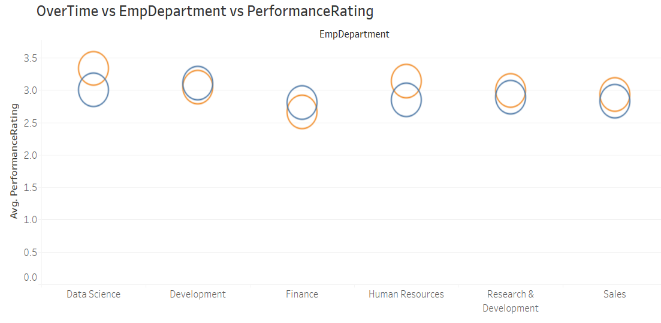 OverTime vs EmpDepartment vs PerformanceRating
EmpDepartment
Avg. PerformanceRating
3.5
3.0
2.5
2.0
1.5
1.0
0.5
0.0
Data Science
Development
Finance
Human Resources
Research &
Development
Sales